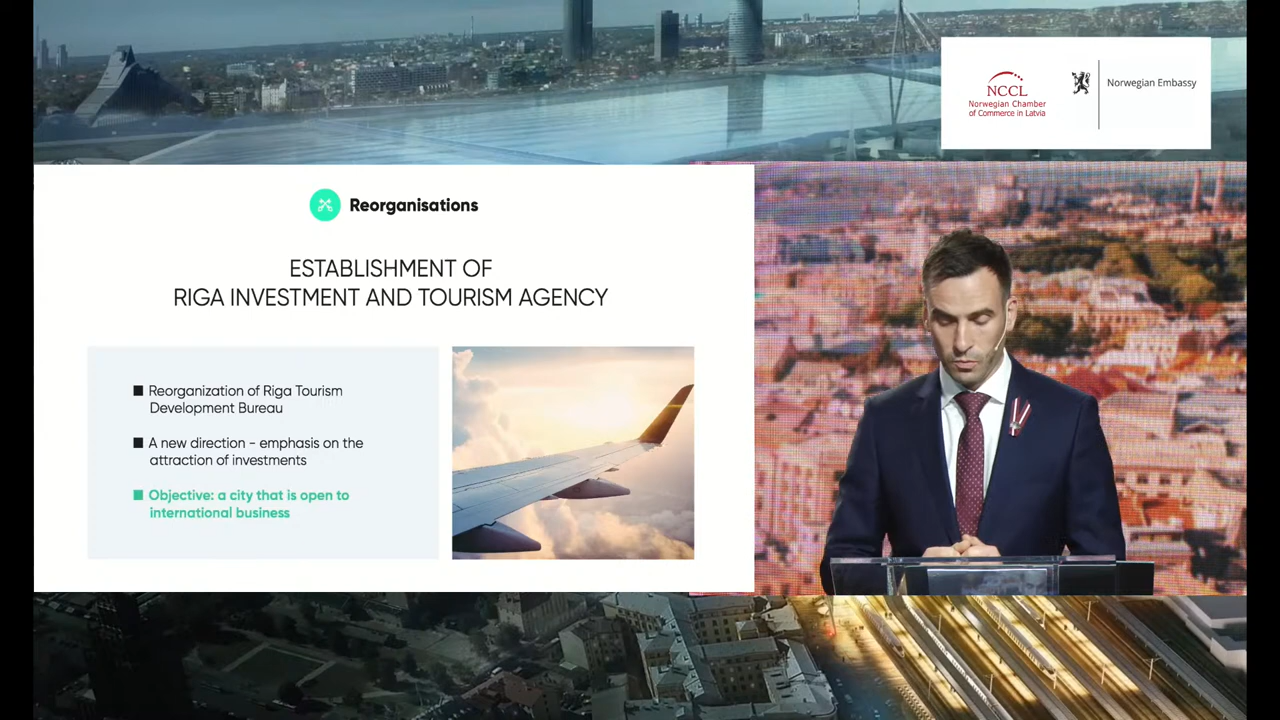 NCCL
Norwegian Chamber
of Commerce in Latvia
Norwegian Embassy
Reorganisations
ESTABLISHMENT OF
RIGA INVESTMENT AND TOURISM AGENCY
Reorganization of Riga Tourism
Development Bureau
A new direction - emphasis on the
attraction of investments
Objective: a city that is open to
international business